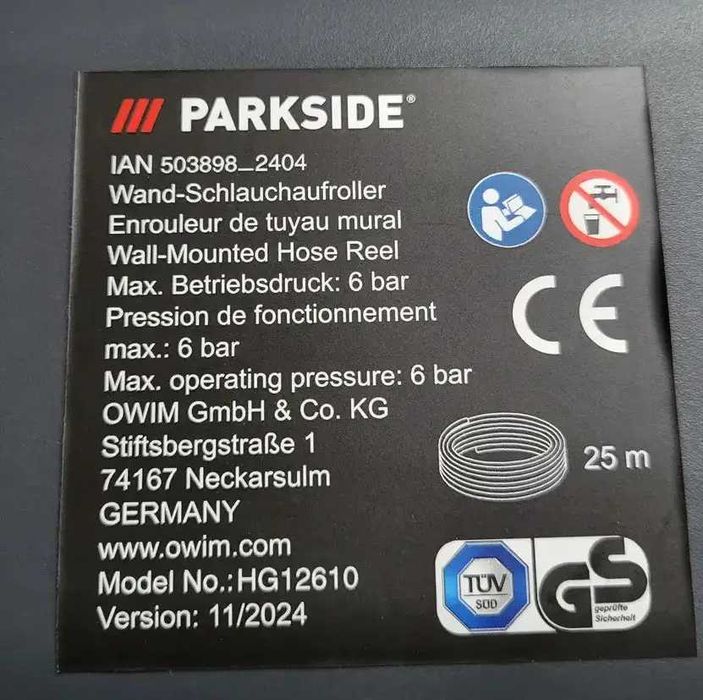 PARKSIDE®
IAN 503898_2404
Wand-Schlauchaufroller
Enrouleur de tuyau mural
Wall-Mounted Hose Reel
Max. Betriebsdruck: 6 bar
Pression de fonctionnement
max.: 6 bar
Max. operating pressure: 6 bar
OWIM GmbH & Co. KG
Stiftsbergstraße 1
74167 Neckarsulm
GERMANY
www.owim.com
Model No.:HG12610
Version: 11/2024
CE
25 m
TÜV
SÜD
GS
geprüfte
Sicherheit